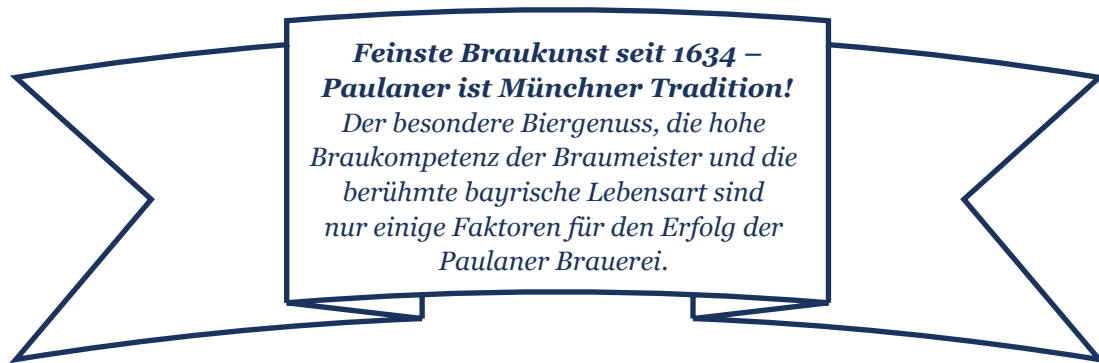 Feinste Braukunst seit 1634 –
Paulaner ist Münchner Tradition!
Der besondere Biergenuss, die hohe
Braukompetenz der Braumeister und die
berühmte bayrische Lebensart sind
nur einige Faktoren für den Erfolg der
Paulaner Brauerei.